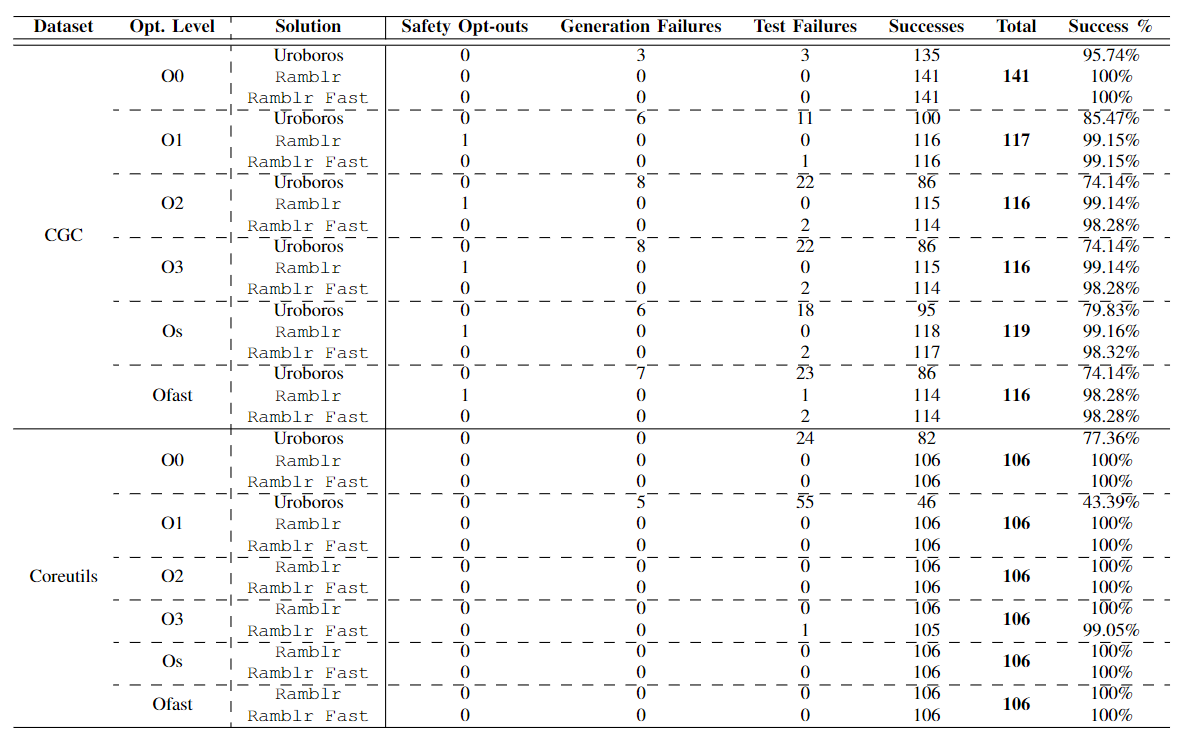 Dataset Opt. Level Solution Safety Opt-outs Generation Failures Test Failures Successes Total Success %
Uroboros 0 3 3 135 95.74%
O0 Ramblr 0 0 0 141 141 100%
Ramblr Fast 0 0 0 141 100%
Uroboros 0 6 11 100 85.47%
O1 Ramblr 1 0 0 116 117 99.15%
Ramblr Fast 0 0 1 116 99.15%
Uroboros 0 8 22 86 74.14%
O2 Ramblr 1 0 0 115 116 99.14%
Ramblr Fast 0 0 2 114 98.28%
CGC
Uroboros 0 8 22 86 74.14%
O3 Ramblr 1 0 0 115 116 99.14%
Ramblr Fast 0 0 2 114 98.28%
Uroboros 0 6 18 95 79.83%
Os Ramblr 1 0 0 118 119 99.16%
Ramblr Fast 0 0 2 117 98.32%
Uroboros 0 7 23 86 74.14%
Ofast Ramblr 1 0 1 114 116 98.28%
Ramblr Fast 0 0 2 114 98.28%
Uroboros 0 0 24 82 77.36%
O0 Ramblr 0 0 0 106 106 100%
Ramblr Fast 0 0 0 106 100%
Uroboros 0 5 55 46 43.39%
O1 Ramblr 0 0 0 106 106 100%
Ramblr Fast 0 0 0 106 100%
Ramblr 0 0 0 106 100%
Coreutils O2 106
Ramblr Fast 0 0 0 106 100%
Ramblr 0 0 0 106 100%
O3 106
Ramblr Fast 0 0 1 105 99.05%
Ramblr 0 0 0 106 100%
Os 106
Ramblr Fast 0 0 0 106 100%
Ramblr 0 0 0 106 100%
Ofast 106
Ramblr Fast 0 0 0 106 100%